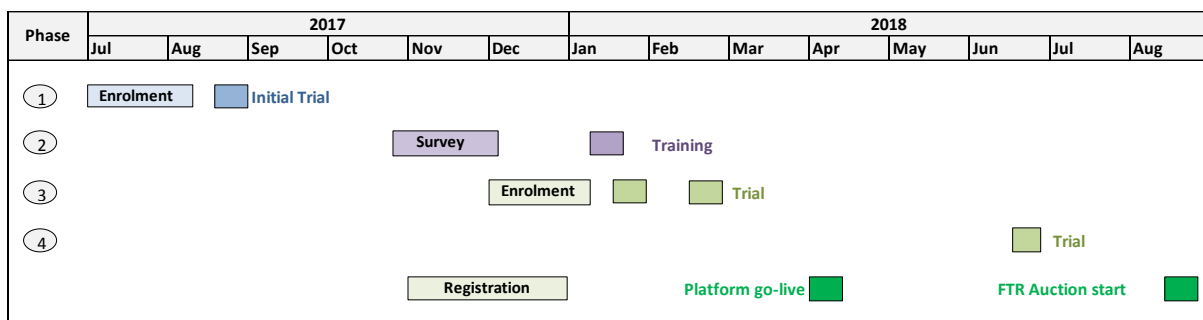 Phase
2017
2018
Jul Aug Sep Oct Nov Dec Jan Feb Mar Apr May Jun Jul Aug
1 Enrolment Initial Trial
2 Survey Training
3 Enrolment Trial
4 Trial
Registration Platform go-live FTR Auction start